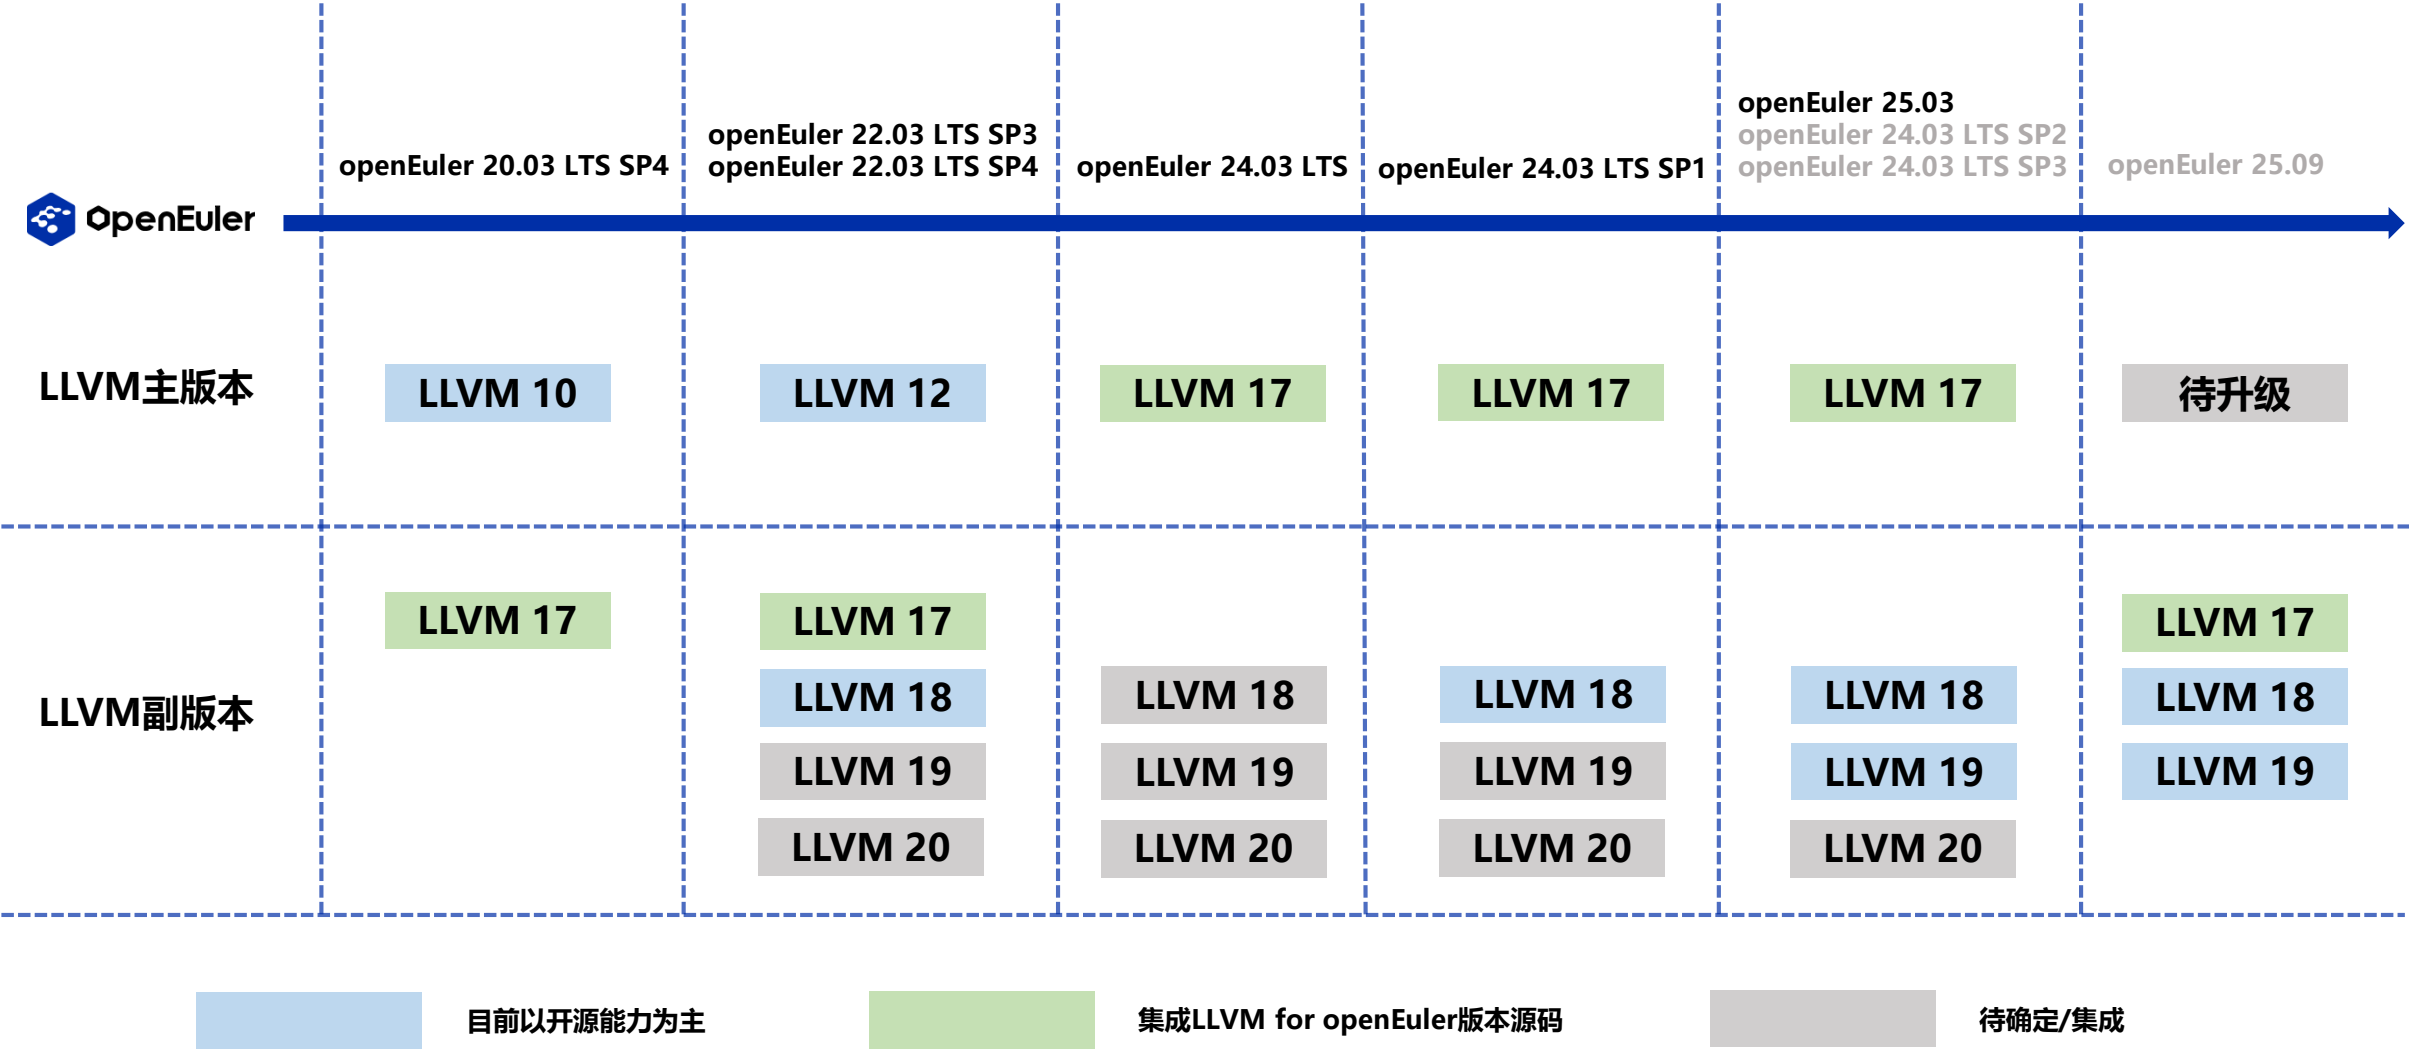 openEuler 20.03 LTS SP4
openEuler 22.03 LTS SP3
openEuler 22.03 LTS SP4
openEuler 24.03 LTS
openEuler 24.03 LTS SP1
openEuler 25.03
openEuler 24.03 LTS SP2
openEuler 24.03 LTS SP3
openEuler 25.09
OpenEuler
LLVM主版本
LLVM 10
LLVM 12
LLVM 17
LLVM 17
LLVM 17
待升级
LLVM副版本
LLVM 17
LLVM 17
LLVM 18
LLVM 19
LLVM 20
LLVM 18
LLVM 19
LLVM 20
LLVM 18
LLVM 19
LLVM 20
LLVM 18
LLVM 19
LLVM 20
LLVM 17
LLVM 18
LLVM 19
目前以开源能力为主
集成LLVM for openEuler版本源码
待确定/集成